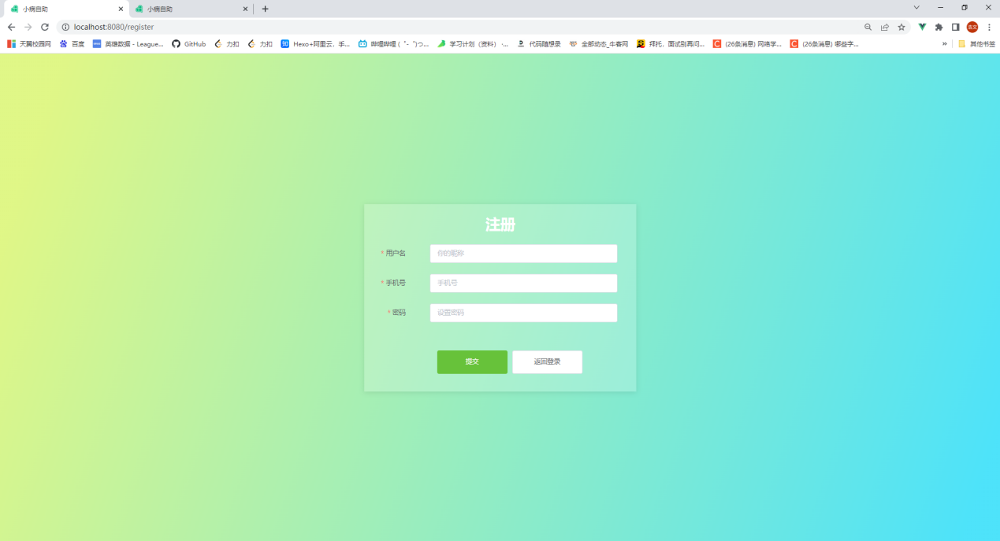 小病自助 小病自助
localhost:8080/register
天翼校园网 百度 英雄数据 - League... GitHub 力扣 力扣 Hexo+阿里云，手... 哔哩哔哩 (゜-゜)つ... 学习计划（资料）·... 代码随想录 全部动态_牛客网 拜托，面试别再问... (26条消息) 网络学... (26条消息) 哪些字... » 其他书签
注册
* 用户名 你的昵称
* 手机号 手机号
* 密码 设置密码
提交 返回登录